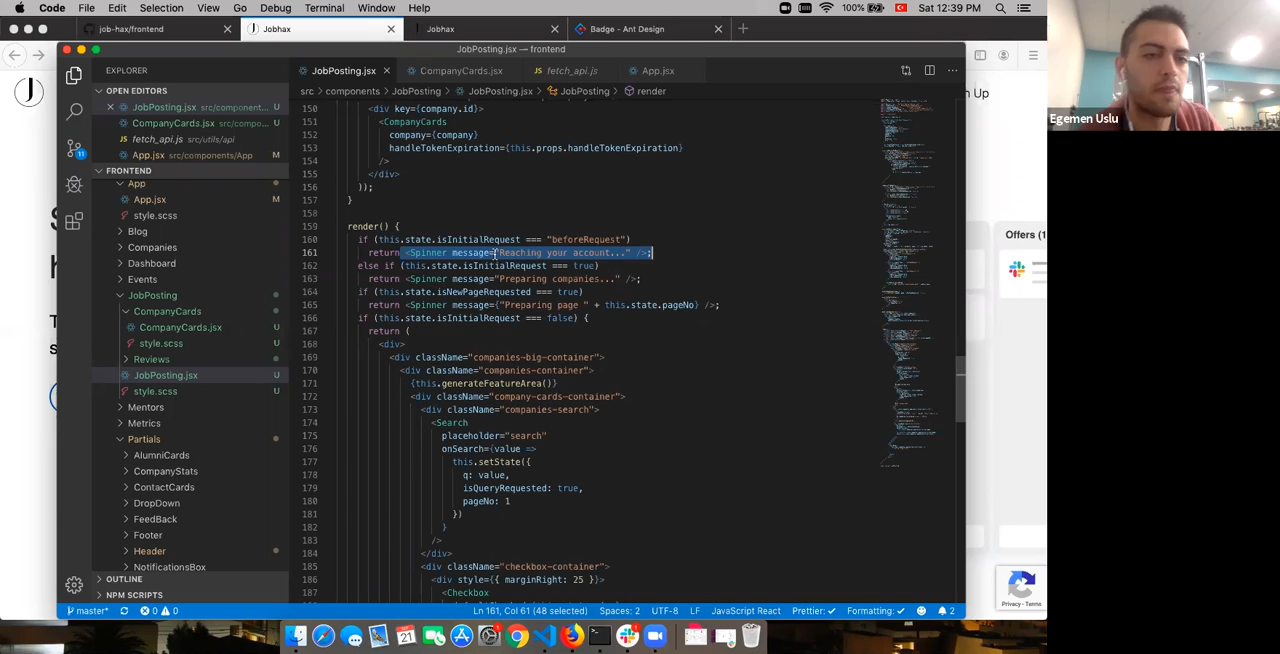 Code File Edit Selection View Go Debug Terminal Window Help 100% Sat 12:39 PM
job-hax/frontend Jobhax Jobhax Badge - Ant Design
JobPosting.jsx — frontend
EXPLORER JobPosting.jsx CompanyCards.jsx fetch_api.js App.jsx
OPEN EDITORS src > components > JobPosting > JobPosting.jsx > JobPosting > render
JobPosting.jsx src/component... U
CompanyCards.jsx src/compo... U
fetch_api.js src/utils/api
App.jsx src/components/App M
FRONTEND
App
App.jsx M
style.scss
Blog
Companies
Dashboard
Events
JobPosting
CompanyCards
CompanyCards.jsx U
style.scss U
Reviews
JobPosting.jsx U
style.scss U
Mentors
Metrics
Partials
AlumniCards
CompanyStats
ContactCards
DropDown
FeedBack
Footer
Header
NotificationsBox
OUTLINE
NPM SCRIPTS
150 <div key={company.id}>
151 <CompanyCards
152 company={company}
153 handleTokenExpiration={this.props.handleTokenExpiration}
154 />
155 </div>
156 ));
157 }
158
159 render() {
160 if (this.state.isInitialRequest === "beforeRequest")
161 return <Spinner message="Reaching your account..." />;
162 else if (this.state.isInitialRequest === true)
163 return <Spinner message="Preparing companies..." />;
164 if (this.state.isNewPageRequested === true)
165 return <Spinner message={"Preparing page " + this.state.pageNo} />;
166 if (this.state.isInitialRequest === false) {
167 return (
168 <div>
169 <div className="companies-big-container">
170 <div className="companies-container">
171 {this.generateFeatureArea()}
172 <div className="company-cards-container">
173 <div className="companies-search">
174 <Search
175 placeholder="search"
176 onSearch={value =>
177 this.setState({
178 q: value,
179 isQueryRequested: true,
180 pageNo: 1
181 })
182 }
183 />
184 </div>
185 <div className="checkbox-container">
186 <div style={{ marginRight: 25 }}>
187 <Checkbox
master* 0 0 Ln 161, Col 61 (48 selected) Spaces: 2 UTF-8 LF JavaScript React Prettier: ✓ Formatting: ✓ 2
11
Up
Offers (1
Privacy - Terms
Egemen Uslu